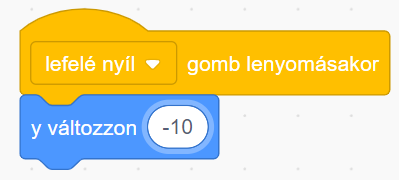 lefelé nyíl gomb lenyomásakor
y változzon -10